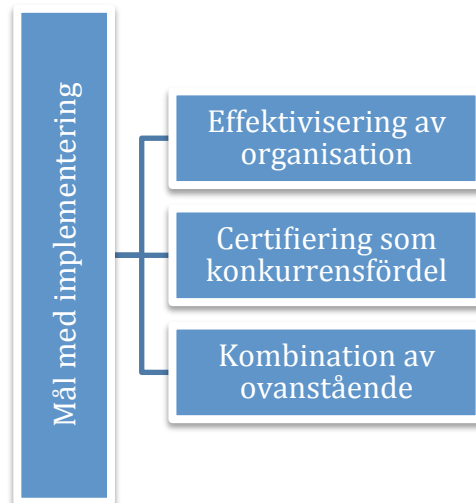 Mål med implementering
Effektivisering av
organisation
Certifiering som
konkurrensfördel
Kombination av
ovanstående